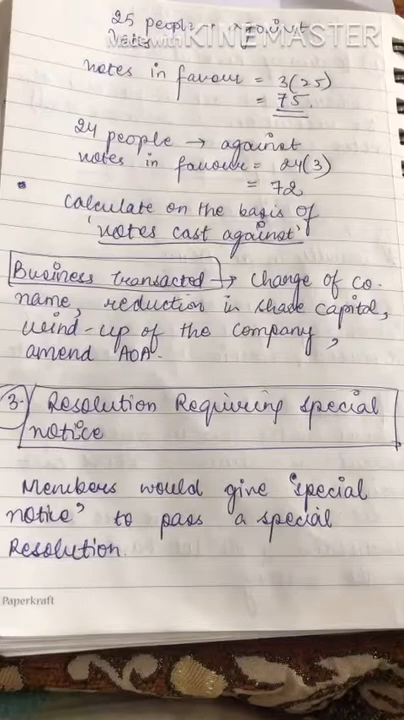 25 people
Made with KINEMASTER
votes in favour = 3(25)
= 75.
24 people → against
votes in favour = 24(3)
= 72
calculate on the basis of
'votes cast against'
Business transacted → change of co.
name, reduction in share capital,
wind-up of the company,
amend AOA.
3. Resolution Requiring special
notice
Members would give 'special
notice' to pass a special
Resolution.
Paperkraft